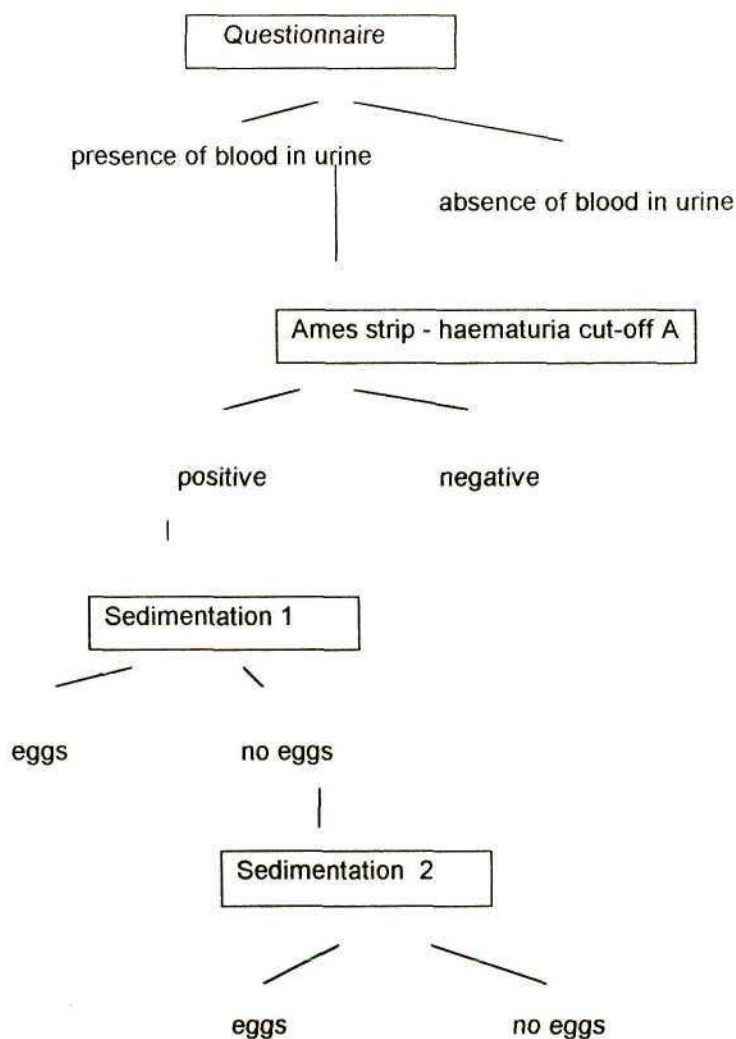 Questionnaire
presence of blood in urine
absence of blood in urine
Ames strip - haematuria cut-off A
positive
negative
Sedimentation 1
eggs
no eggs
Sedimentation 2
eggs
no eggs